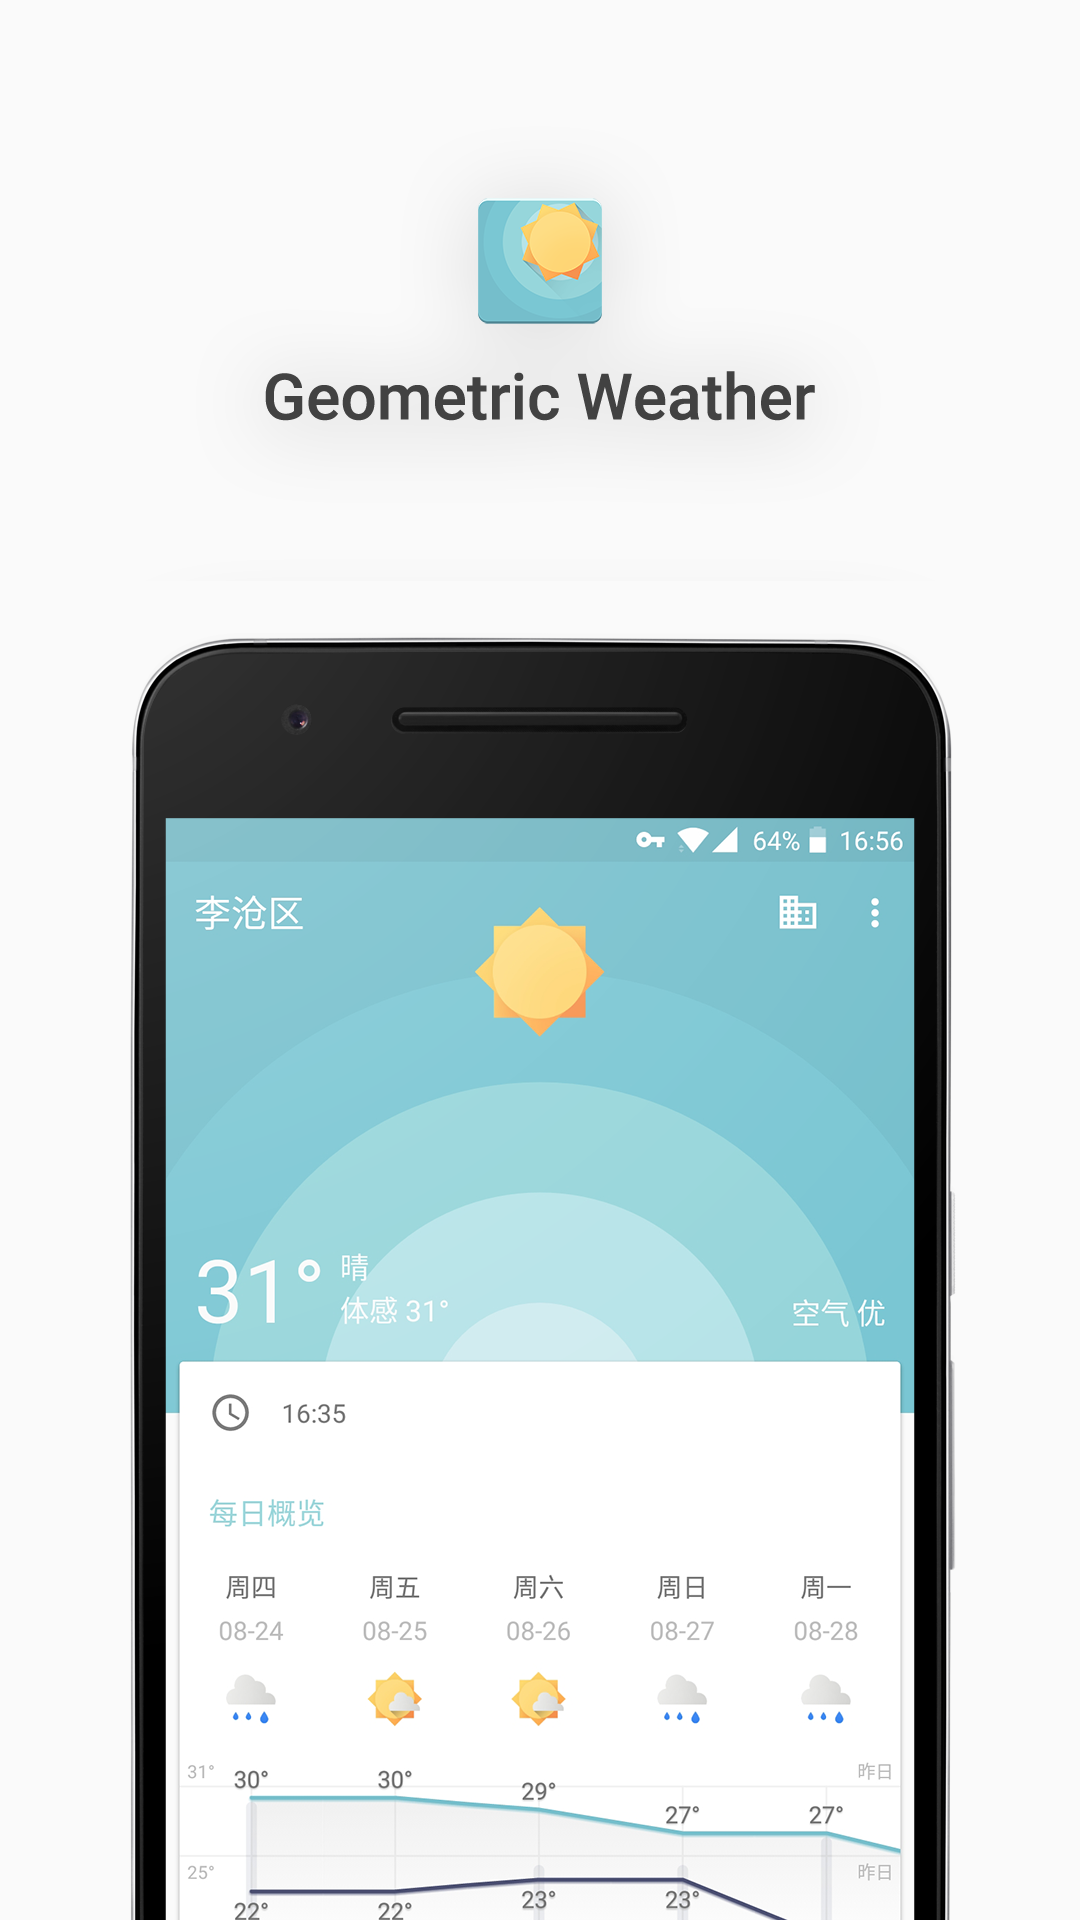 Geometric Weather
64% 16:56
李沧区
31° 晴
体感 31°
空气 优
16:35
每日概览
周四 周五 周六 周日 周一
08-24 08-25 08-26 08-27 08-28
31° 昨日
30° 30° 29° 27° 27°
25° 昨日
22° 22° 23° 23°